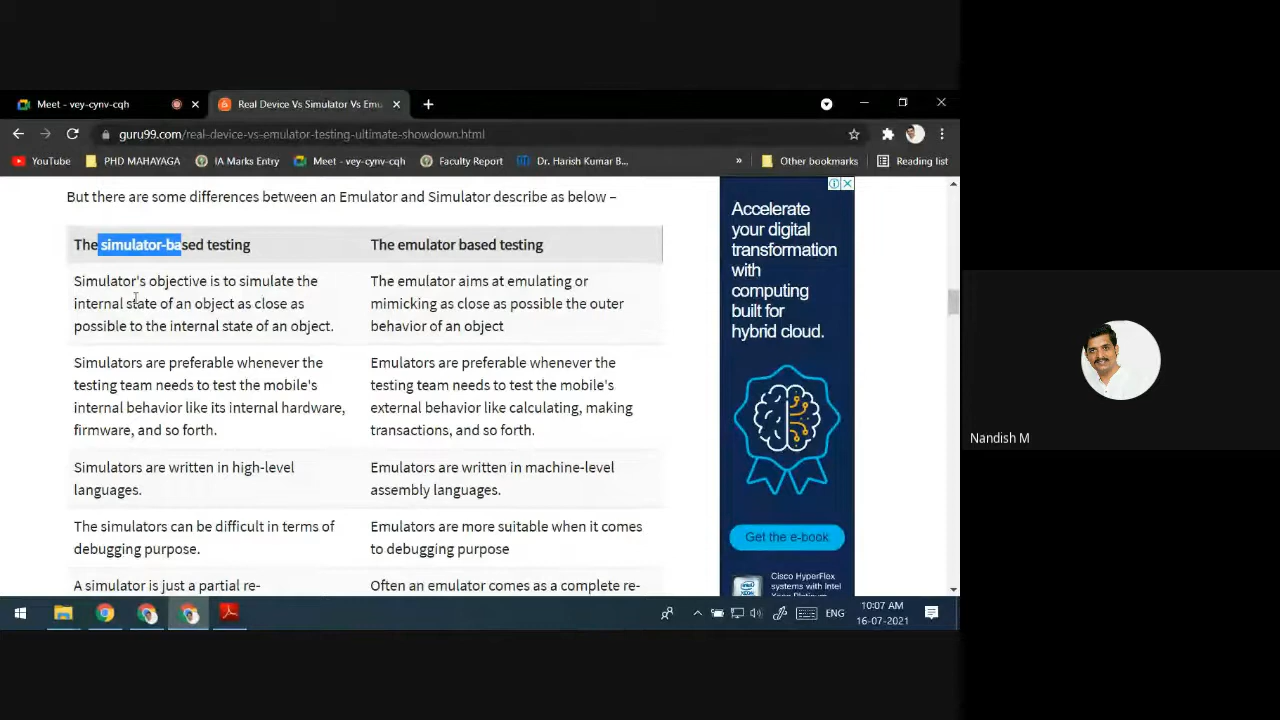 Meet - vey-cynv-cqh
Real Device Vs Simulator Vs Emu
guru99.com/real-device-vs-emulator-testing-ultimate-showdown.html
YouTube
PHD MAHAYAGA
IA Marks Entry
Meet - vey-cynv-cqh
Faculty Report
Dr. Harish Kumar B...
»
Other bookmarks
Reading list
But there are some differences between an Emulator and Simulator describe as below –
The simulator-based testing
The emulator based testing
Simulator's objective is to simulate the
internal state of an object as close as
possible to the internal state of an object.
The emulator aims at emulating or
mimicking as close as possible the outer
behavior of an object
Simulators are preferable whenever the
testing team needs to test the mobile's
internal behavior like its internal hardware,
firmware, and so forth.
Emulators are preferable whenever the
testing team needs to test the mobile's
external behavior like calculating, making
transactions, and so forth.
Simulators are written in high-level
languages.
Emulators are written in machine-level
assembly languages.
The simulators can be difficult in terms of
debugging purpose.
Emulators are more suitable when it comes
to debugging purpose
A simulator is just a partial re-
Often an emulator comes as a complete re-
Accelerate
your digital
transformation
with
computing
built for
hybrid cloud.
Get the e-book
Cisco HyperFlex
systems with Intel
Nandish M
ENG
10:07 AM
16-07-2021